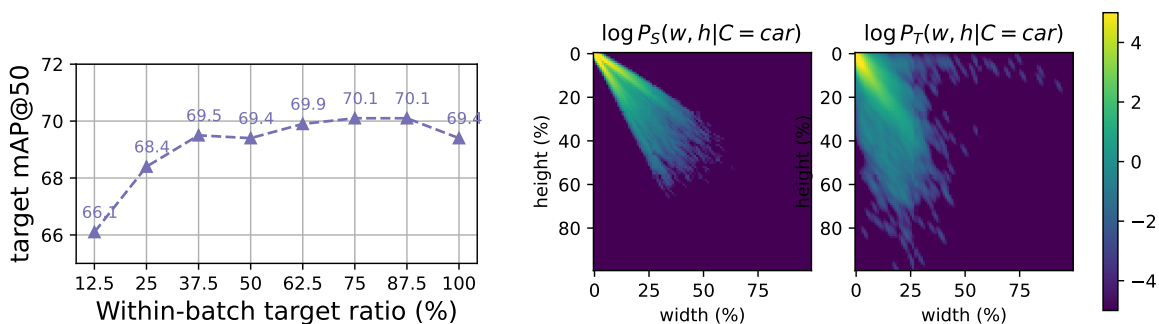 72
70
68
66
target mAP@50
66.1
68.4
69.5
69.4
69.9
70.1
70.1
69.4
12.5 25 37.5 50 62.5 75 87.5 100
Within-batch target ratio (%)
log P_S(w, h|C = car)
0
20
40
60
80
height (%)
0 25 50 75
width (%)
log P_T(w, h|C = car)
0
20
40
60
80
height (%)
0 25 50 75
width (%)
4
2
0
−2
−4